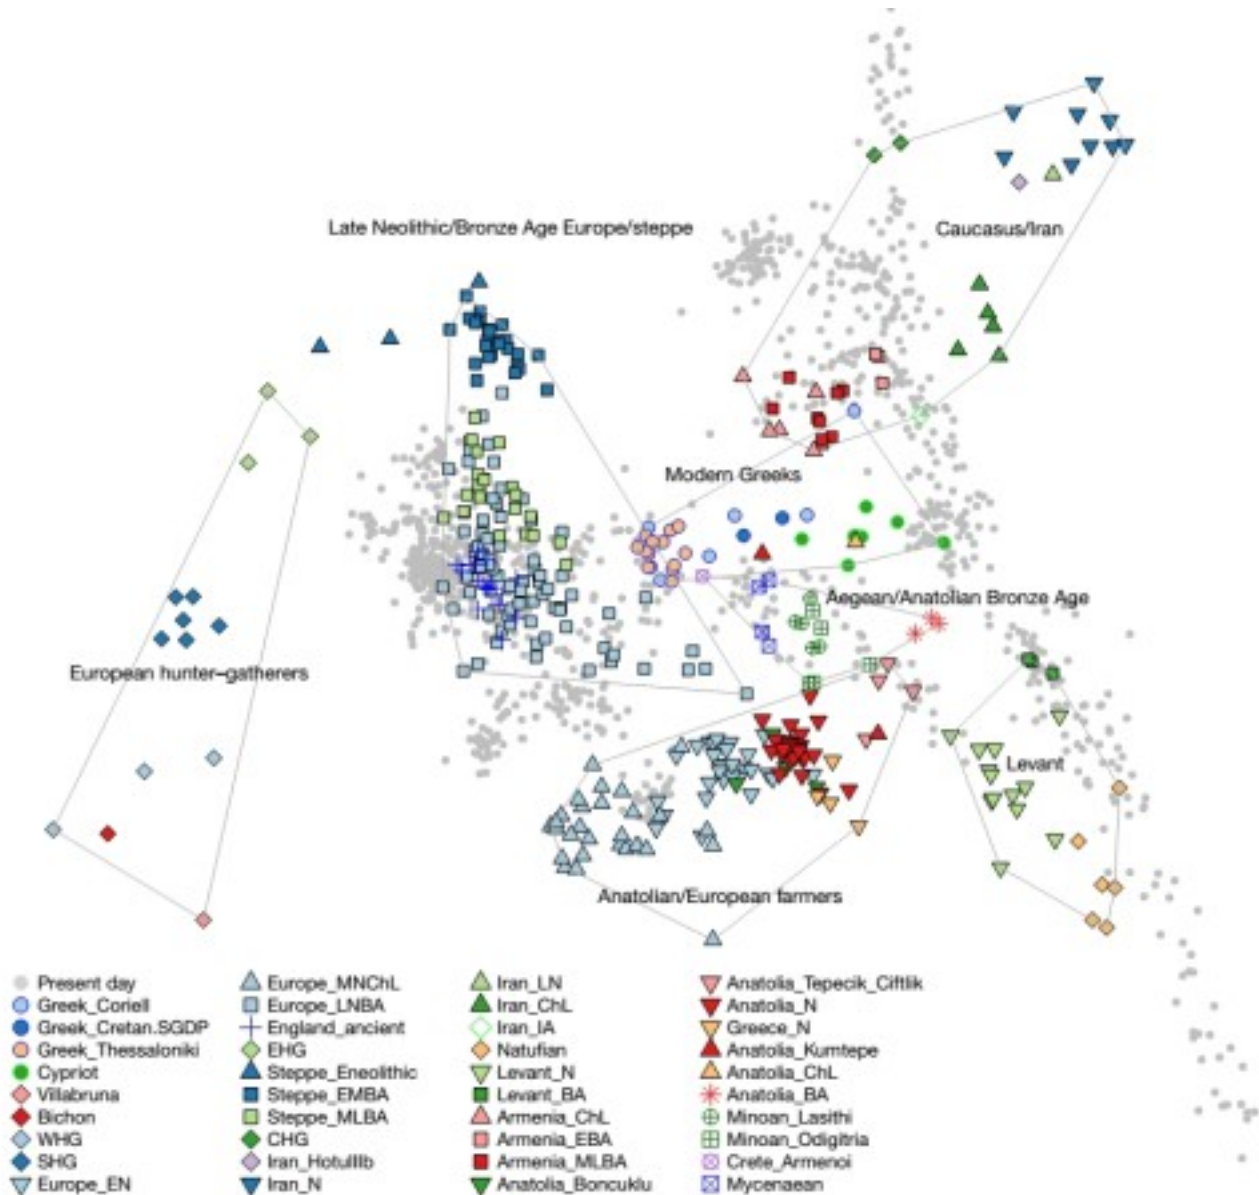 Late Neolithic/Bronze Age Europe/steppe
Caucasus/Iran
Modern Greeks
Aegean/Anatolian Bronze Age
European hunter-gatherers
Levant
Anatolian/European farmers
Present day
Greek_Coriell
Greek_Cretan.SGDP
Greek_Thessaloniki
Cypriot
Villabruna
Bichon
WHG
SHG
Europe_EN
Europe_MNChL
Europe_LNBA
England_ancient
EHG
Steppe_Eneolithic
Steppe_EMBA
Steppe_MLBA
CHG
Iran_HotuIIIb
Iran_N
Iran_LN
Iran_ChL
Iran_IA
Natufian
Levant_N
Levant_BA
Armenia_ChL
Armenia_EBA
Armenia_MLBA
Anatolia_Boncuklu
Anatolia_Tepecik_Ciftlik
Anatolia_N
Greece_N
Anatolia_Kumtepe
Anatolia_ChL
Anatolia_BA
Minoan_Lasithi
Minoan_Odigitria
Crete_Armenoi
Mycenaean